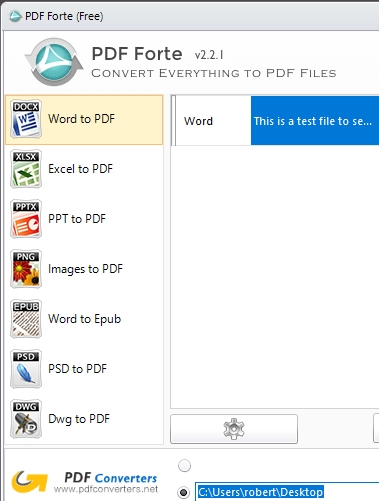 PDF Forte (Free)
PDF Forte v2.2.1
CONVERT EVERYTHING TO PDF FILES
DOCX
Word to PDF
Word
This is a test file to se...
XLSX
Excel to PDF
PPTX
PPT to PDF
PNG
Images to PDF
EPUB
Word to Epub
PSD
PSD to PDF
DWG
Dwg to PDF
PDF Converters
www.pdfconverters.net
C:\Users\robert\Desktop